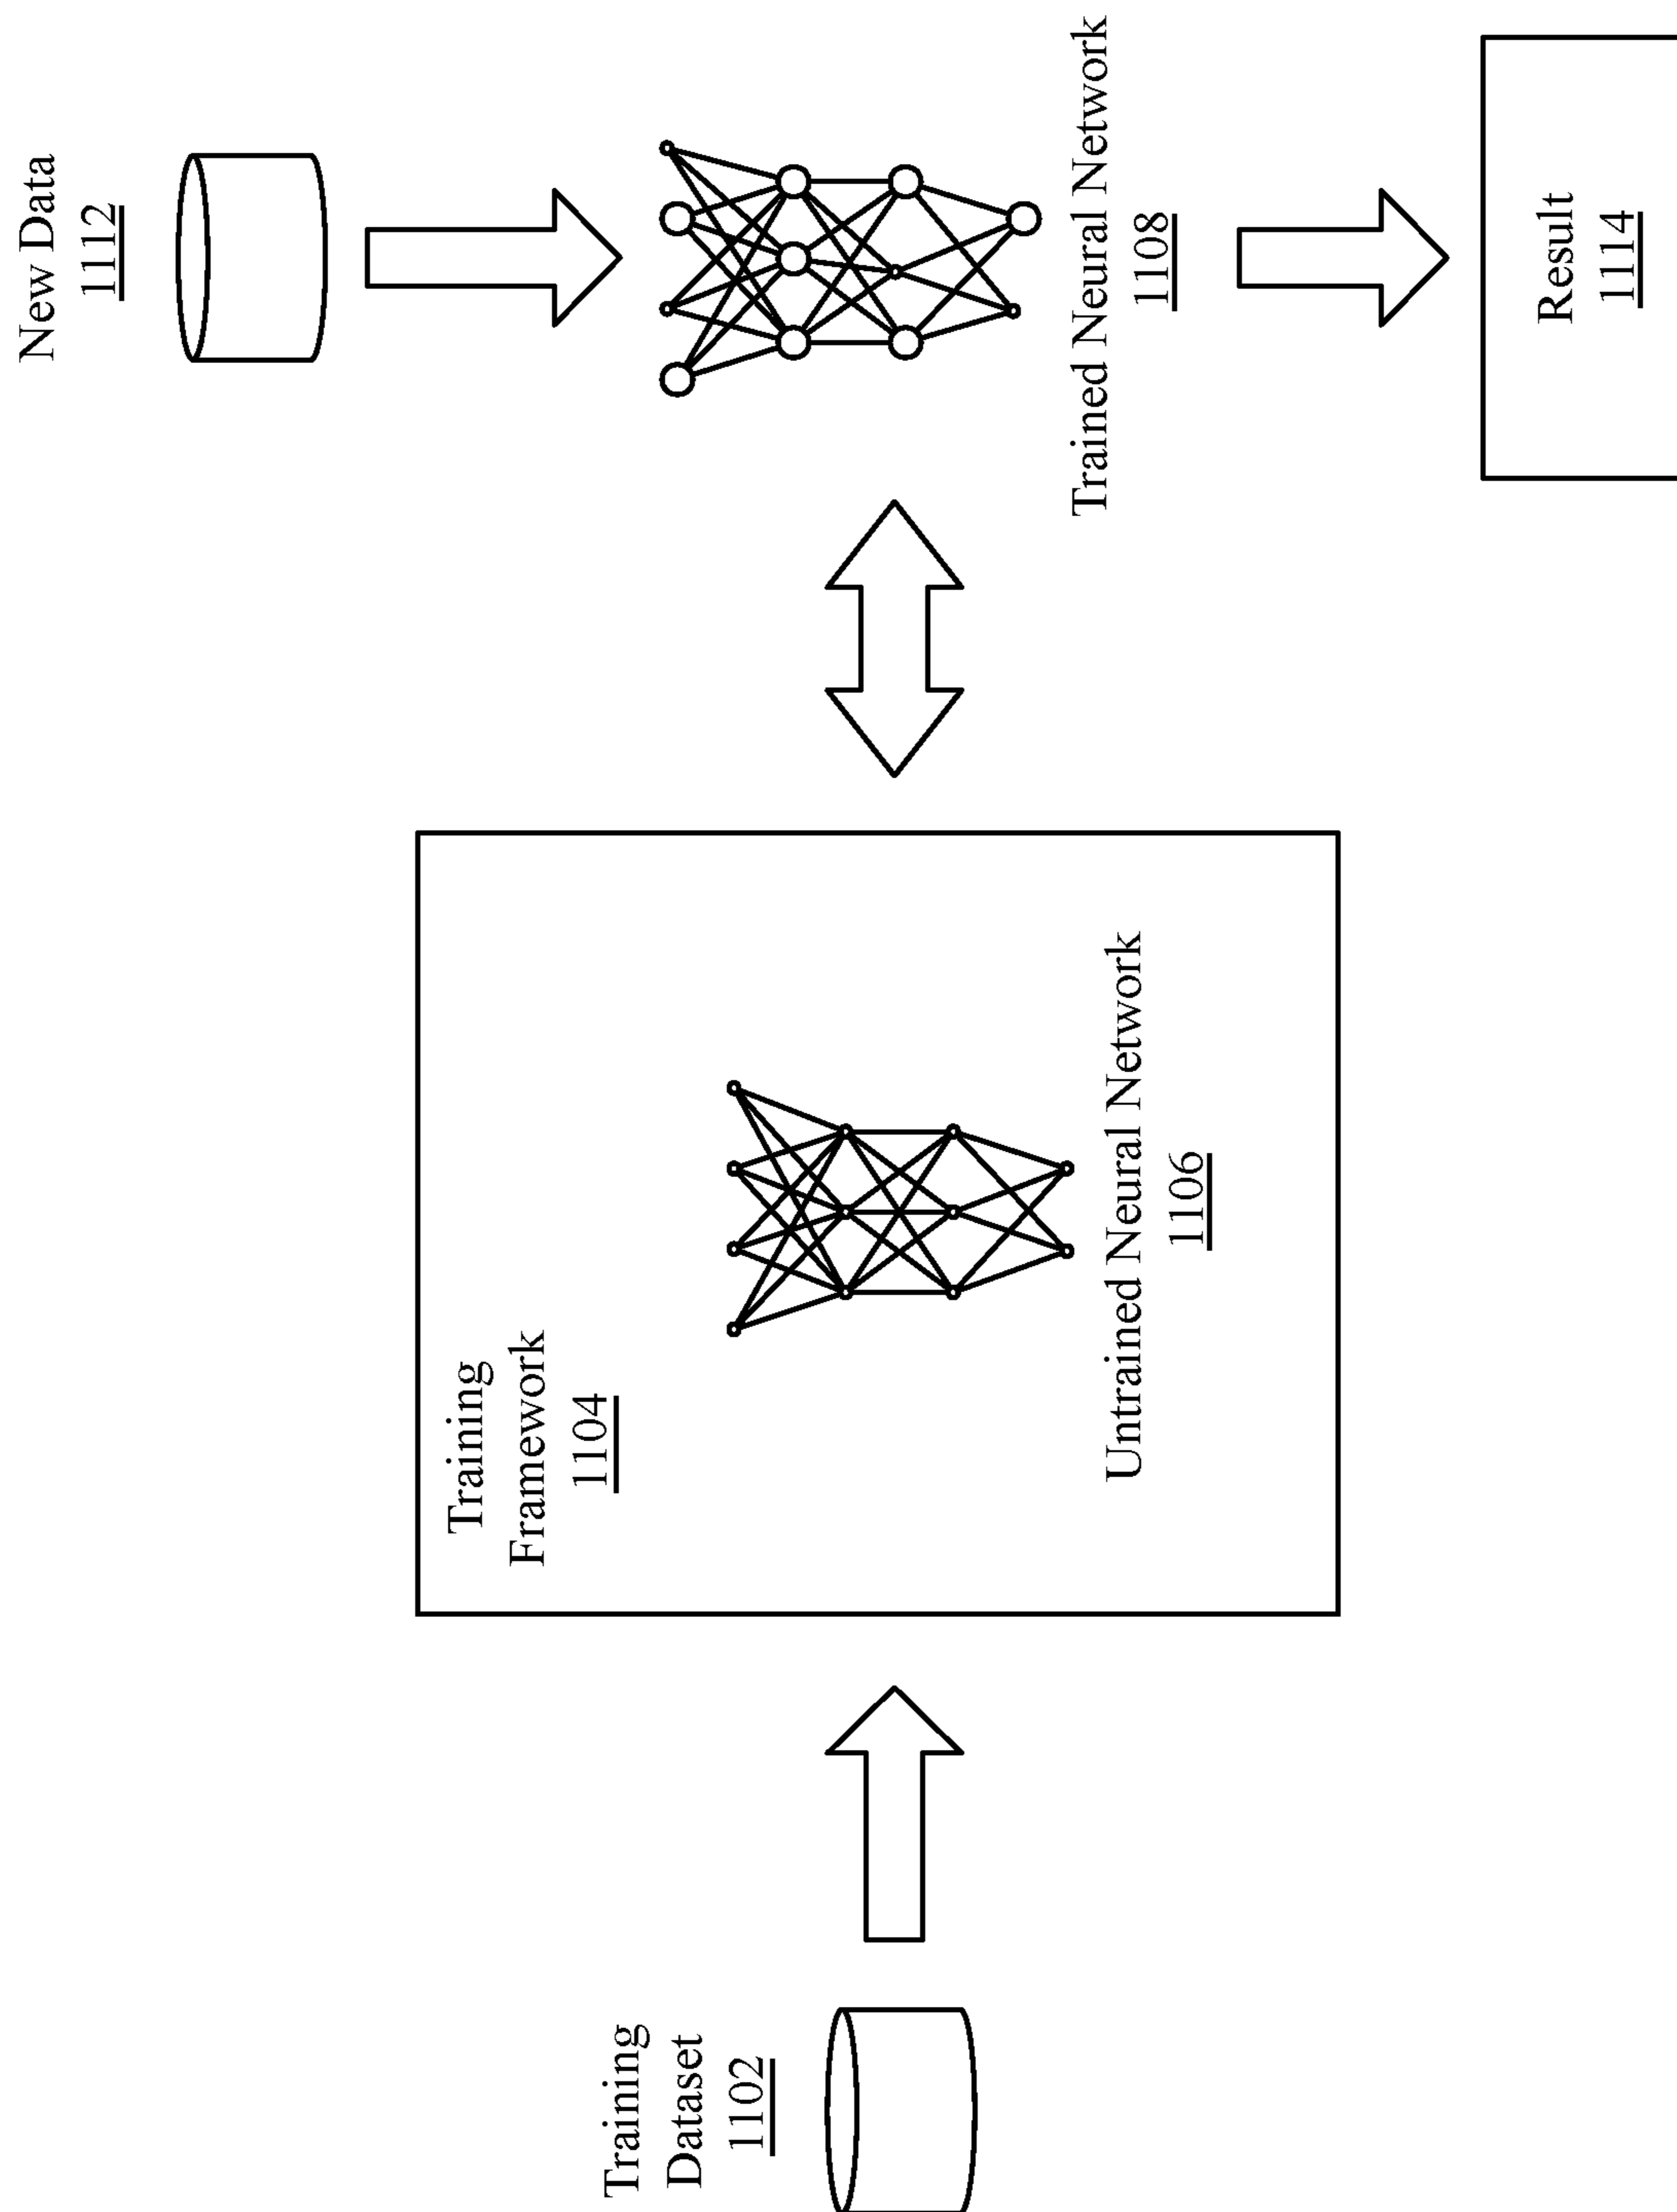 Training
Dataset
1102
Training
Framework
1104
Untrained Neural Network
1106
New Data
1112
Trained Neural Network
1108
Result
1114